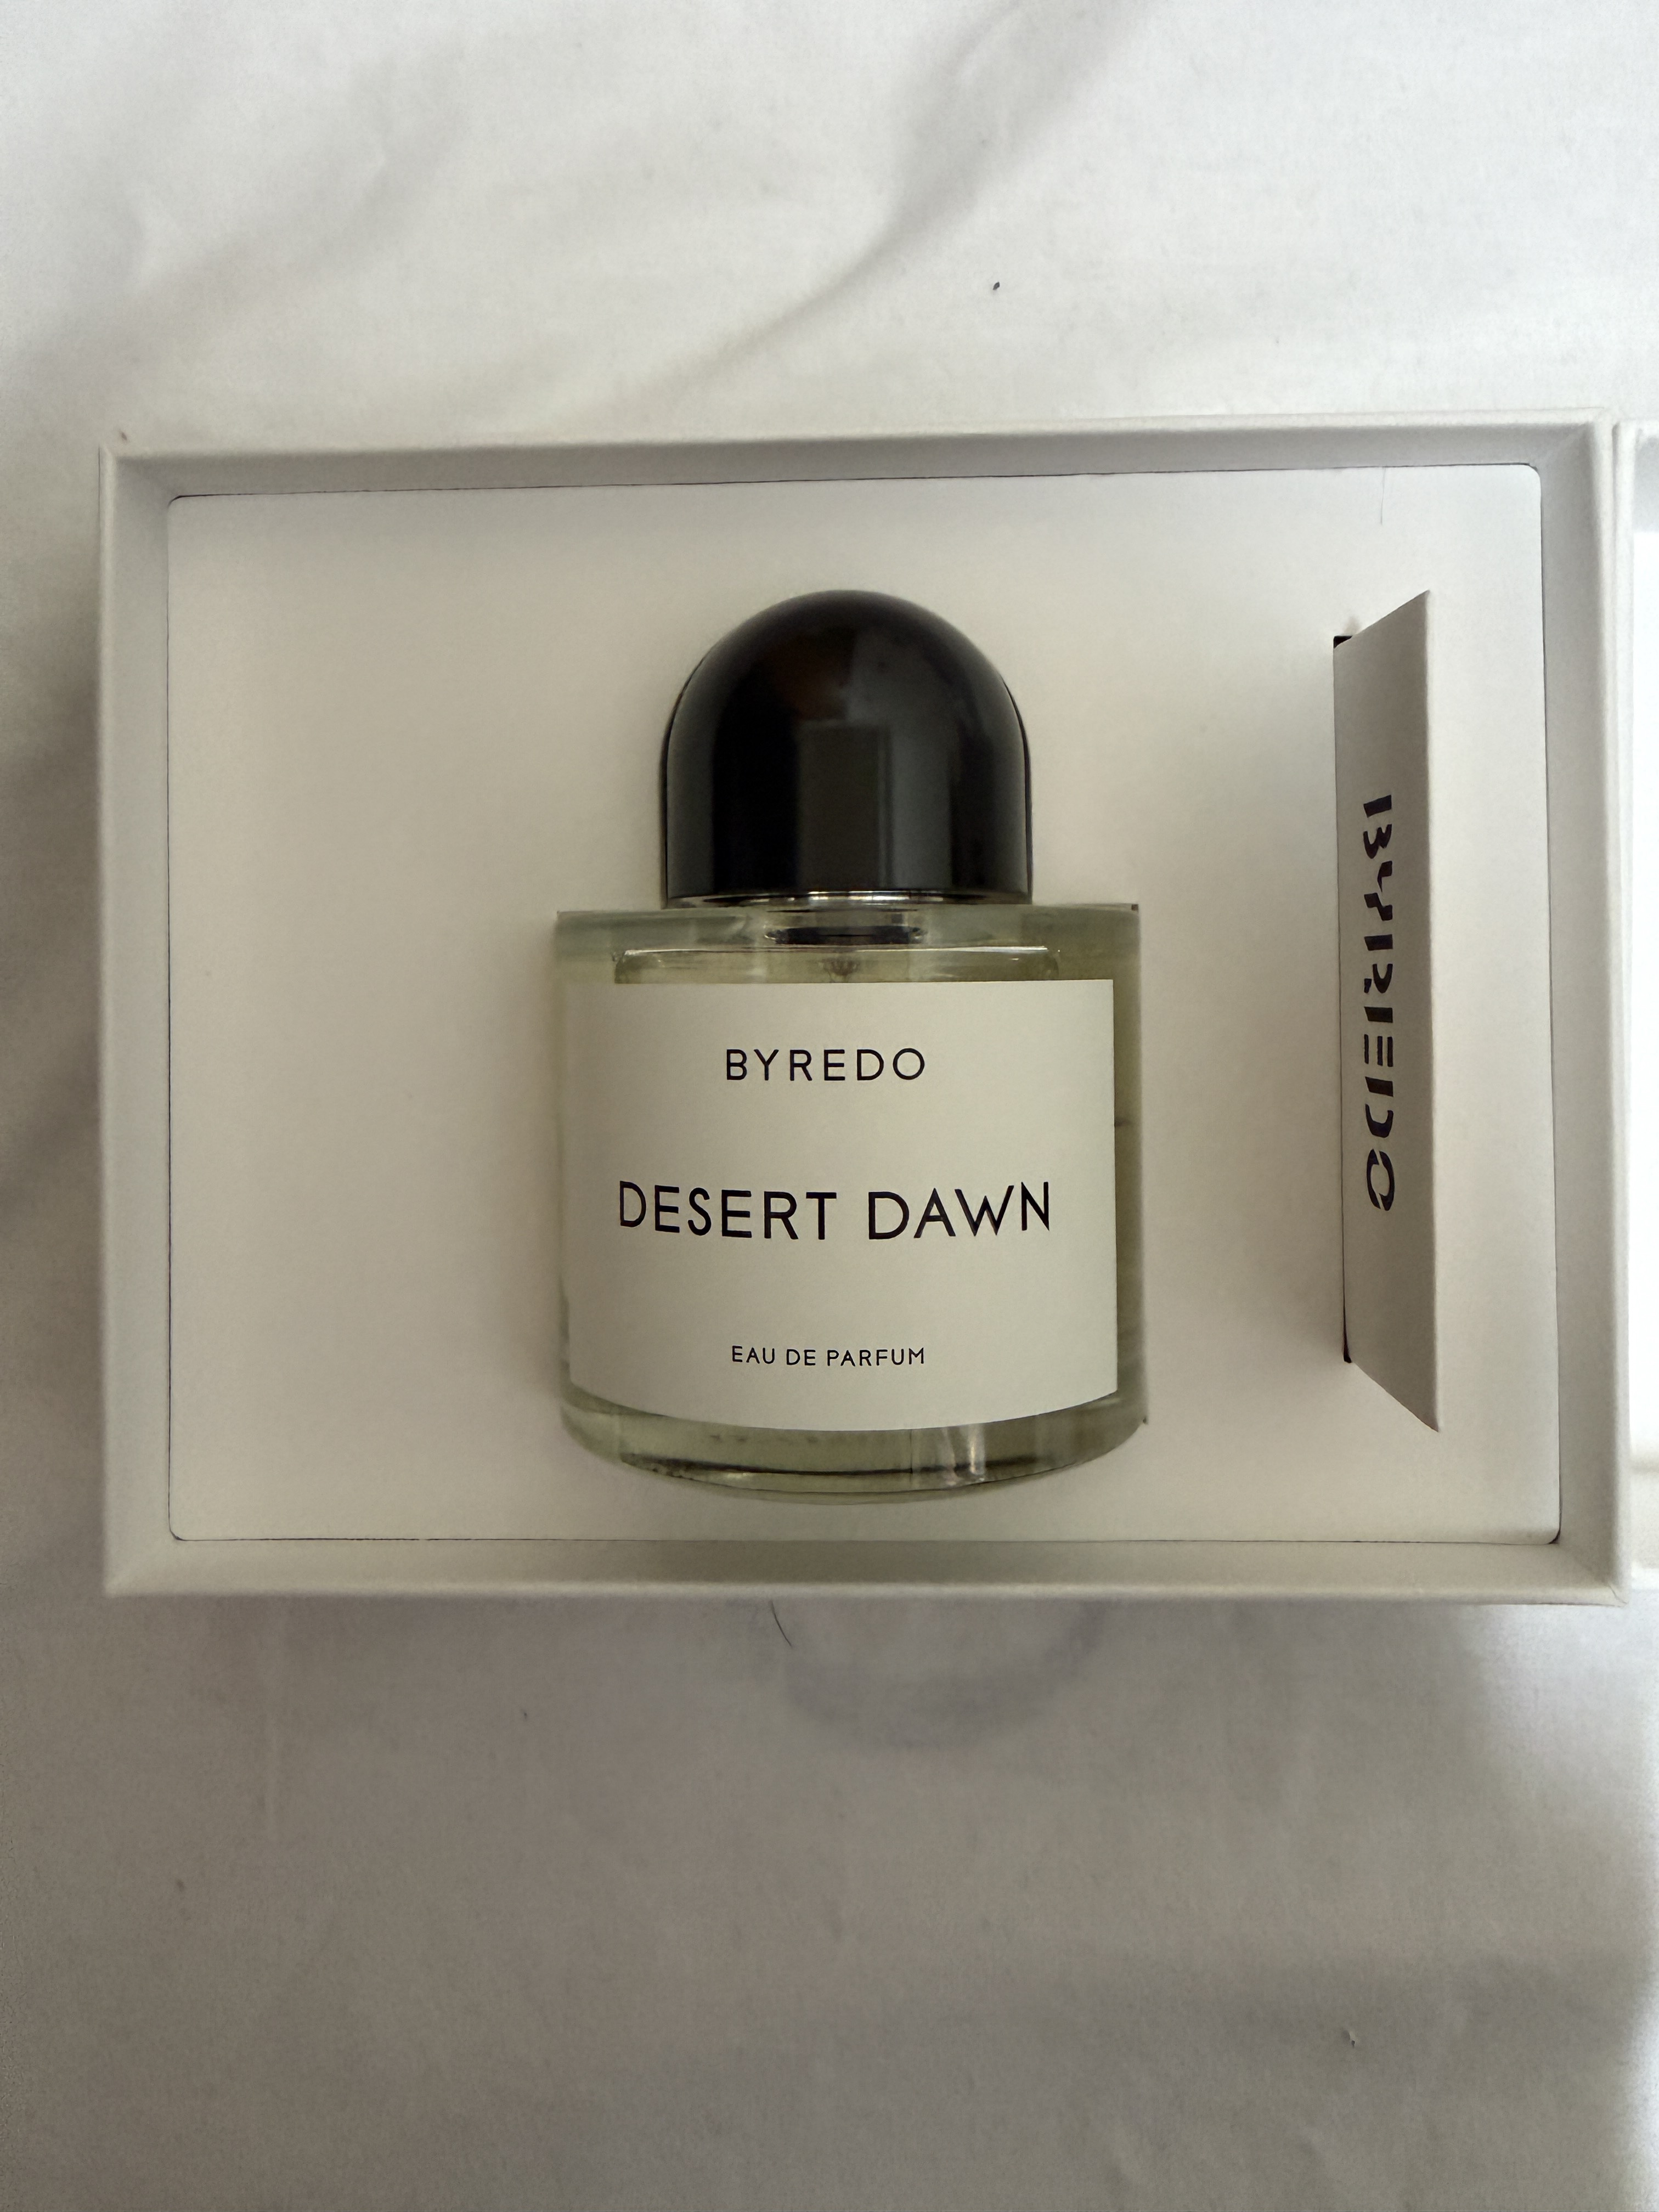 BYREDO
DESERT DAWN
EAU DE PARFUM
BYREDO